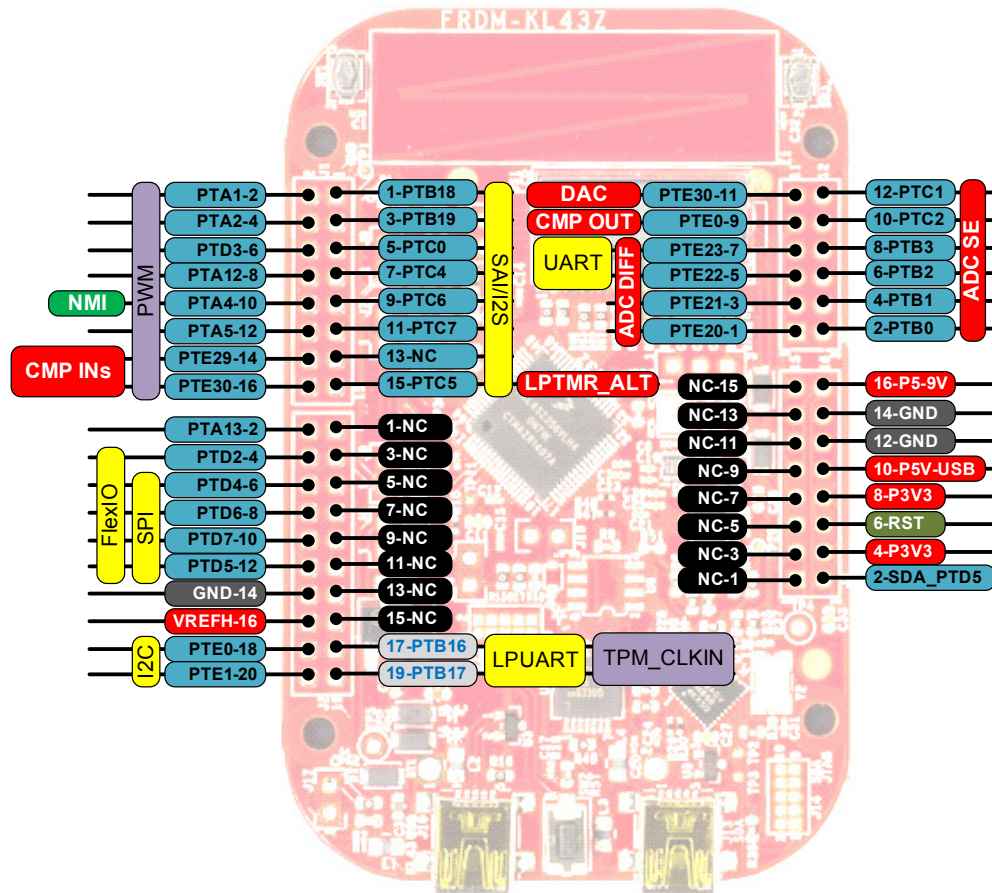 FRDM-KL43Z
PTA1-2
1-PTB18
DAC
PTE30-11
12-PTC1
PTA2-4
3-PTB19
CMP OUT
PTE0-9
10-PTC2
PTD3-6
5-PTC0
UART
PTE23-7
8-PTB3
PTA12-8
7-PTC4
PTE22-5
6-PTB2
NMI
PTA4-10
9-PTC6
PTE21-3
4-PTB1
PTA5-12
11-PTC7
PTE20-1
2-PTB0
CMP INs
PTE29-14
13-NC
PTE30-16
15-PTC5
LPTMR_ALT
PWM
SAI/I2S
ADC DIFF
ADC SE
NC-15
16-P5-9V
NC-13
14-GND
NC-11
12-GND
NC-9
10-P5V-USB
NC-7
8-P3V3
NC-5
6-RST
NC-3
4-P3V3
NC-1
2-SDA_PTD5
PTA13-2
1-NC
PTD2-4
3-NC
PTD4-6
5-NC
PTD6-8
7-NC
PTD7-10
9-NC
PTD5-12
11-NC
GND-14
13-NC
VREFH-16
15-NC
PTE0-18
17-PTB16
PTE1-20
19-PTB17
FlexIO
SPI
I2C
LPUART
TPM_CLKIN